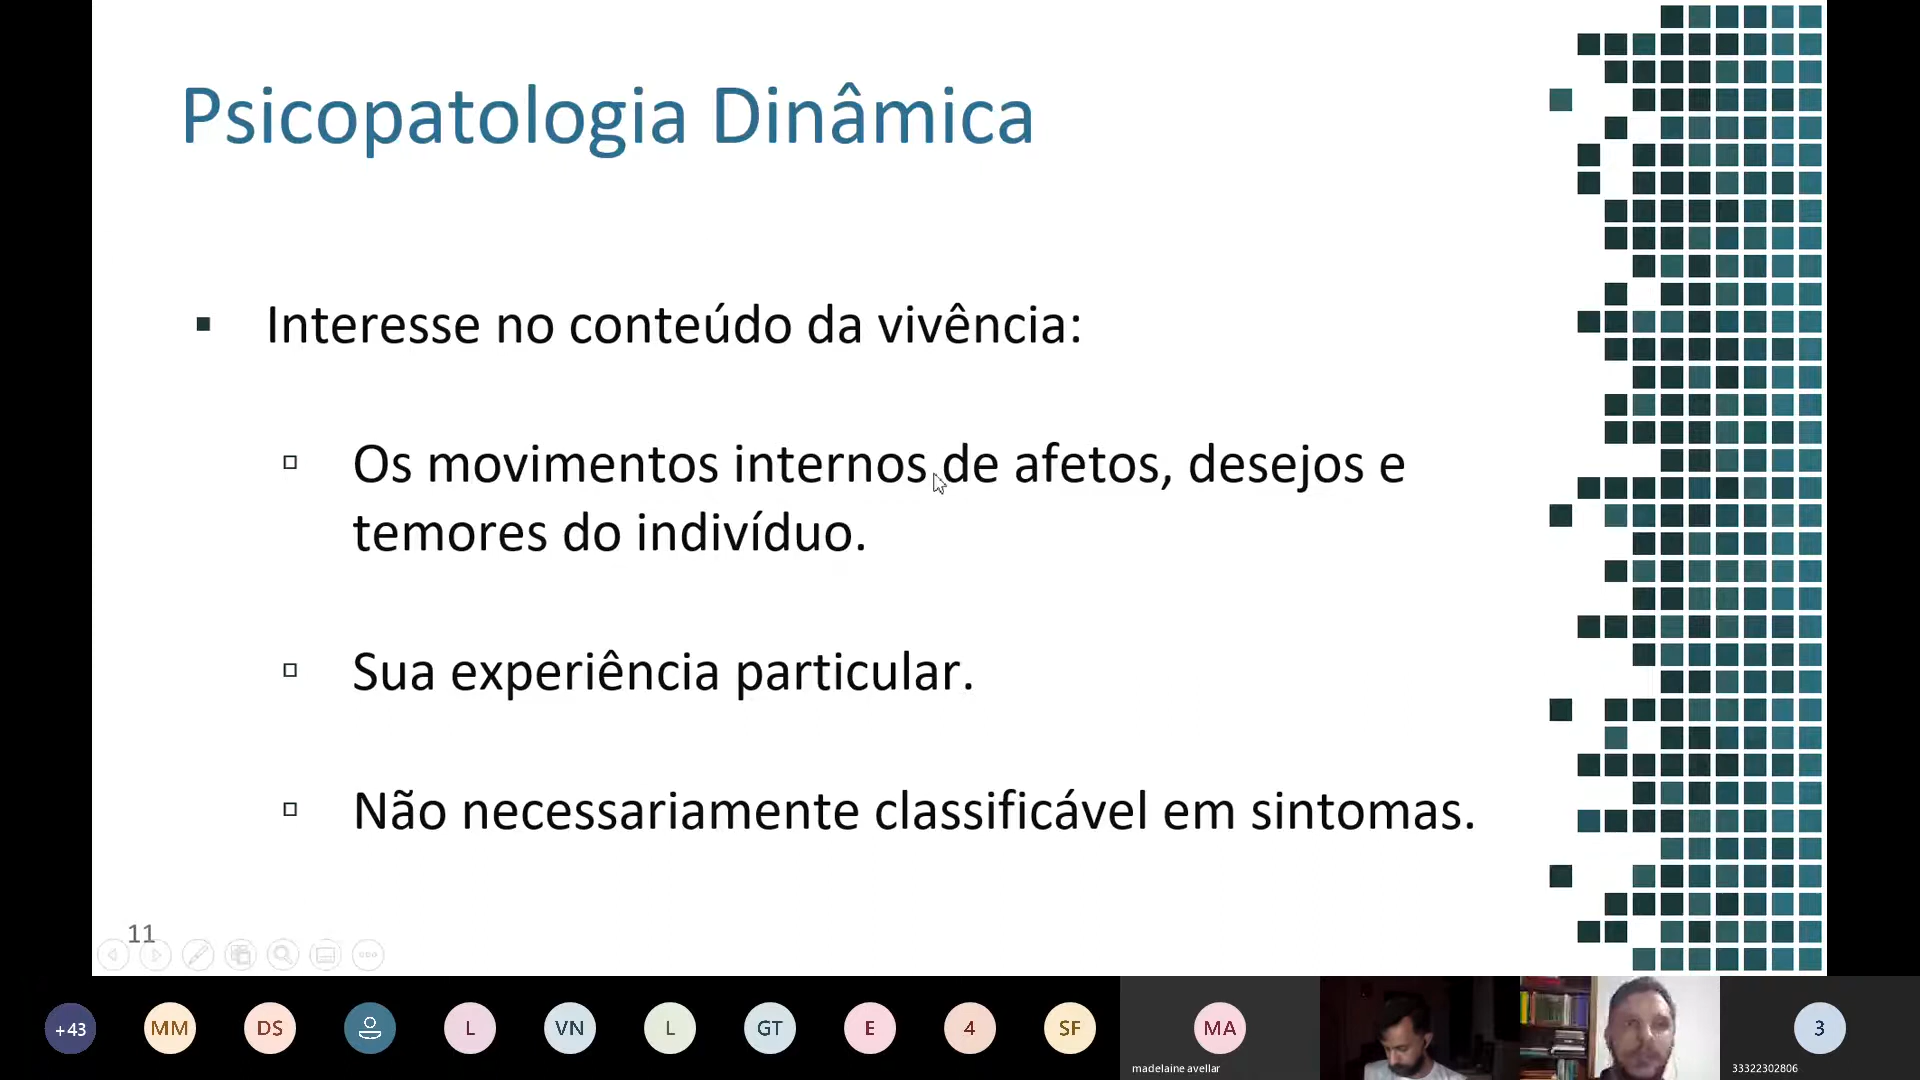 Psicopatologia Dinâmica
Interesse no conteúdo da vivência:
Os movimentos internos de afetos, desejos e
temores do indivíduo.
Sua experiência particular.
Não necessariamente classificável em sintomas.
11
+43
MM
DS
L
VN
L
GT
E
4
SF
MA
madelaine avellar
3
33322302806